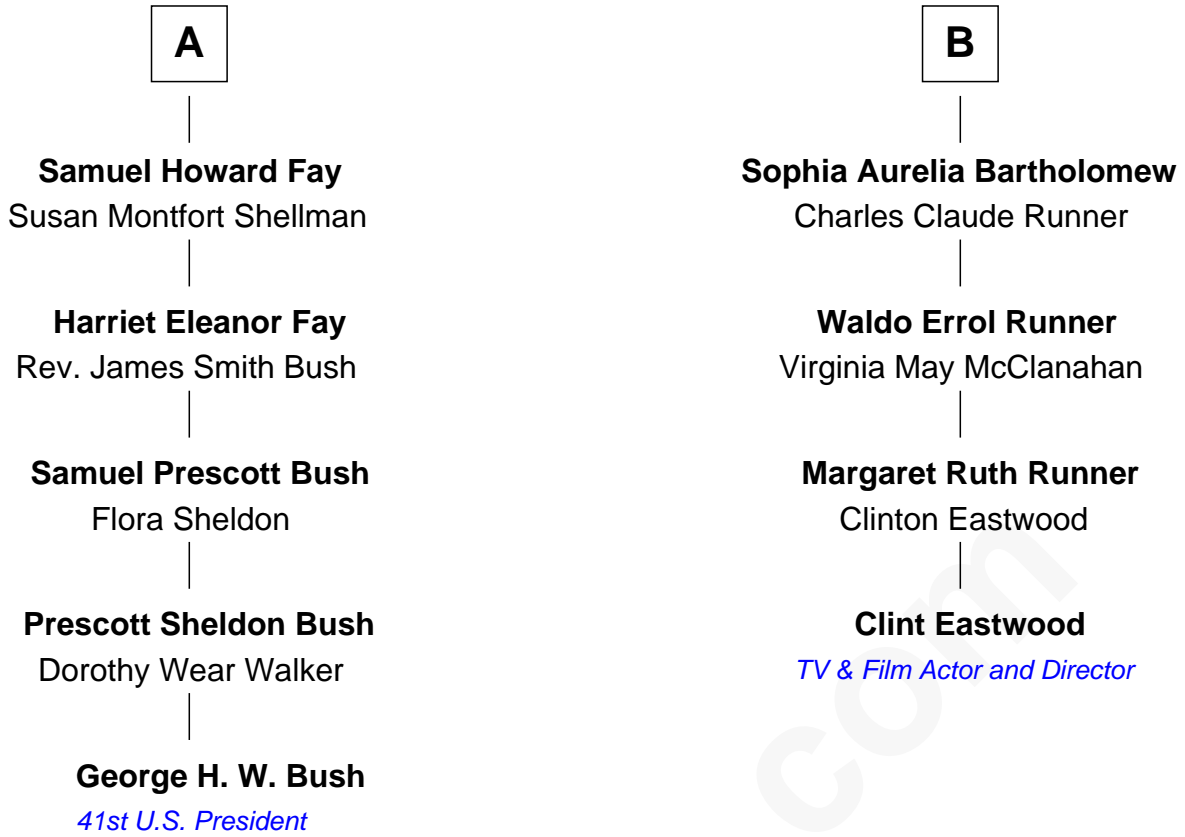 A
Samuel Howard Fay
Susan Montfort Shellman
Harriet Eleanor Fay
Rev. James Smith Bush
Samuel Prescott Bush
Flora Sheldon
Prescott Sheldon Bush
Dorothy Wear Walker
George H. W. Bush
41st U.S. President
B
Sophia Aurelia Bartholomew
Charles Claude Runner
Waldo Errol Runner
Virginia May McClanahan
Margaret Ruth Runner
Clinton Eastwood
Clint Eastwood
TV & Film Actor and Director
com